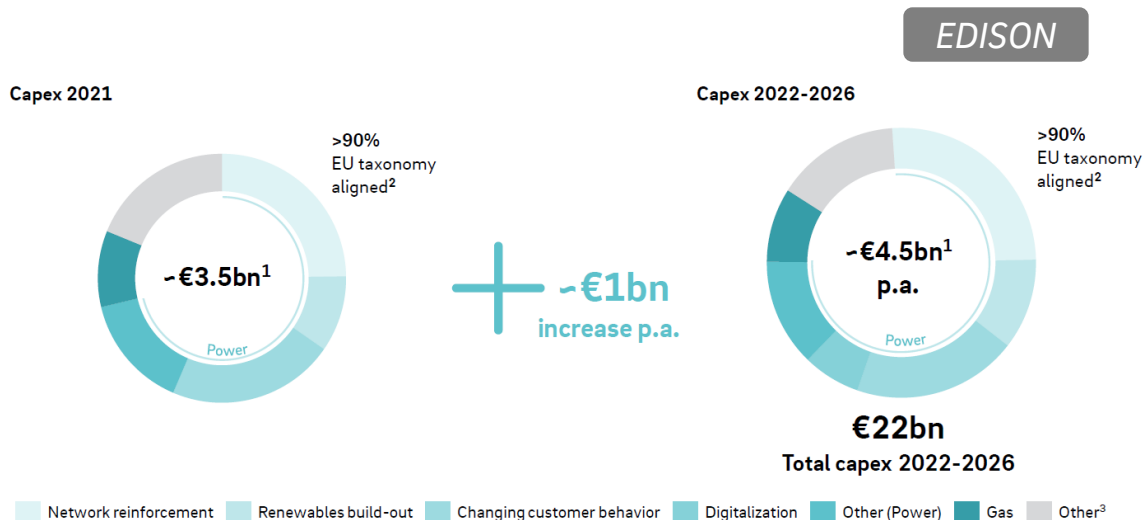 EDISON
Capex 2021
>90%
EU taxonomy
aligned²
~€3.5bn¹
Power
~€1bn
increase p.a.
Capex 2022-2026
>90%
EU taxonomy
aligned²
~€4.5bn¹
p.a.
Power
€22bn
Total capex 2022-2026
Network reinforcement Renewables build-out Changing customer behavior Digitalization Other (Power) Gas Other³